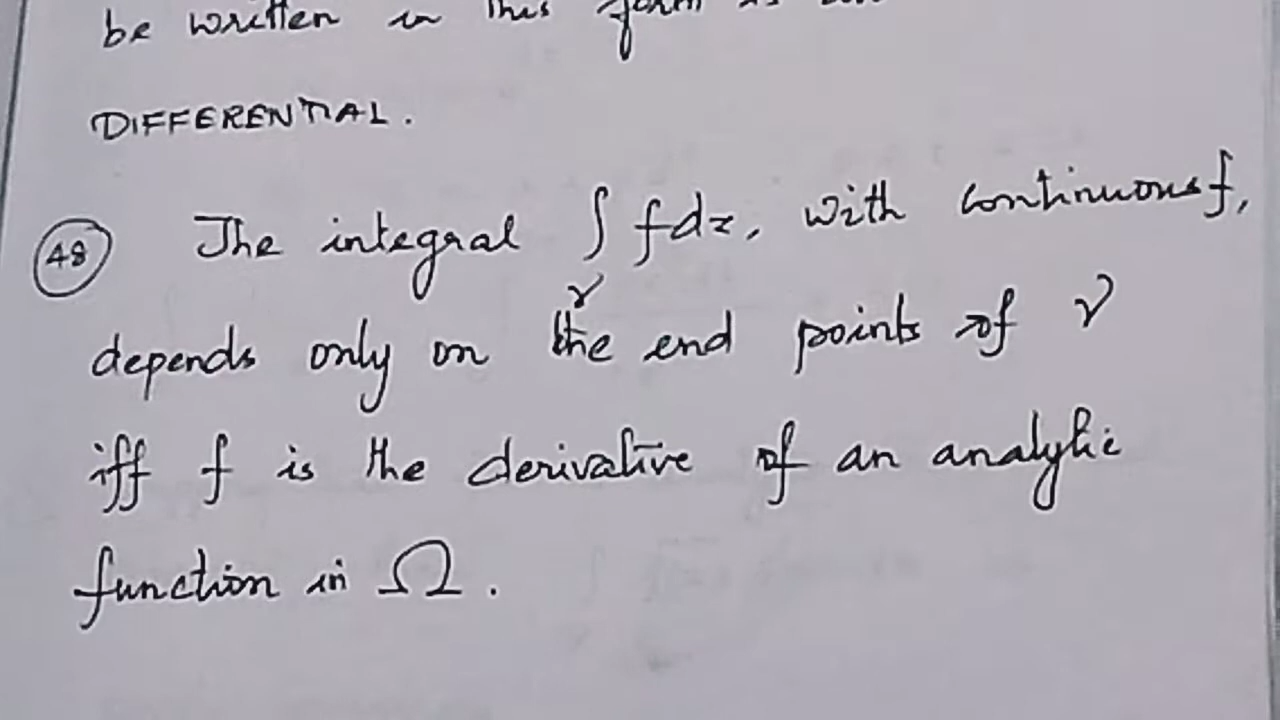 be written in this form is
DIFFERENTIAL.
48 The integral ∫ f dz, with continuous f,
γ
depends only on the end points of γ
iff f is the derivative of an analytic
function in Ω.